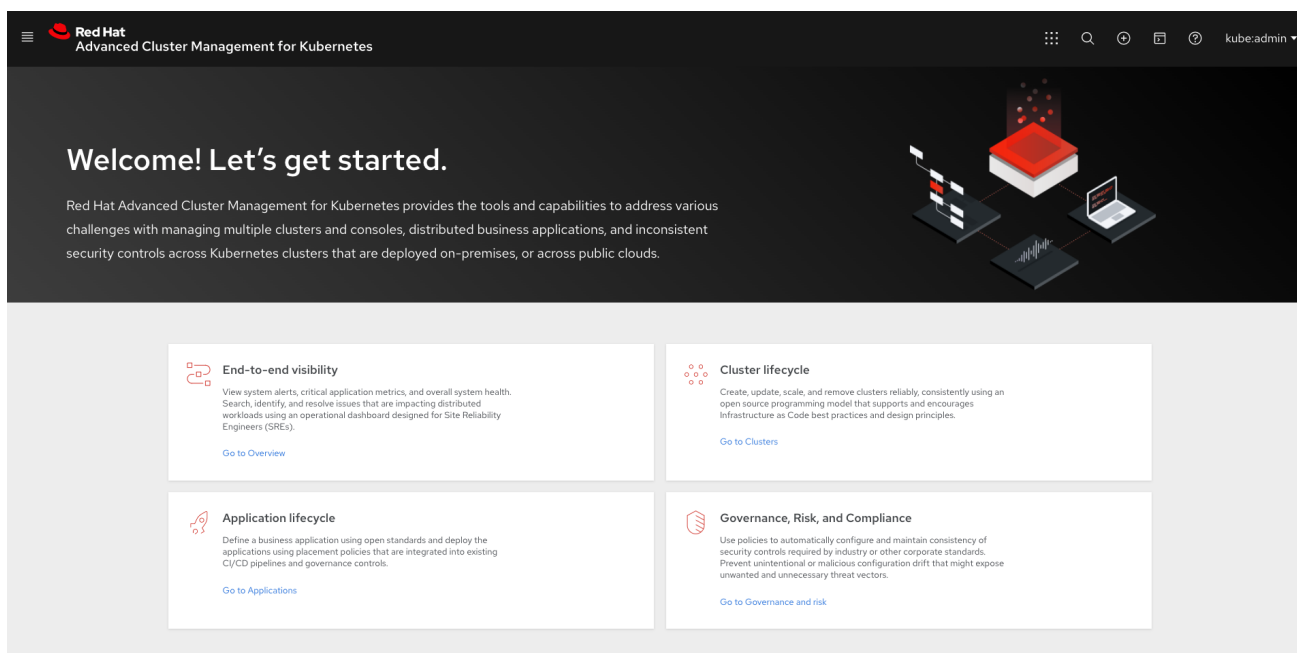 Red Hat
Advanced Cluster Management for Kubernetes
kube:admin
Welcome! Let's get started.
Red Hat Advanced Cluster Management for Kubernetes provides the tools and capabilities to address various
challenges with managing multiple clusters and consoles, distributed business applications, and inconsistent
security controls across Kubernetes clusters that are deployed on-premises, or across public clouds.
End-to-end visibility
View system alerts, critical application metrics, and overall system health.
Search, identify, and resolve issues that are impacting distributed
workloads using an operational dashboard designed for Site Reliability
Engineers (SREs).
Go to Overview
Cluster lifecycle
Create, update, scale, and remove clusters reliably, consistently using an
open source programming model that supports and encourages
Infrastructure as Code best practices and design principles.
Go to Clusters
Application lifecycle
Define a business application using open standards and deploy the
applications using placement policies that are integrated into existing
CI/CD pipelines and governance controls.
Go to Applications
Governance, Risk, and Compliance
Use policies to automatically configure and maintain consistency of
security controls required by industry or other corporate standards.
Prevent unintentional or malicious configuration drift that might expose
unwanted and unnecessary threat vectors.
Go to Governance and risk